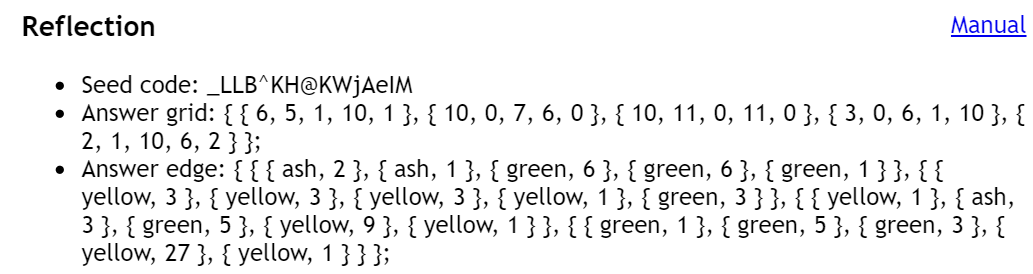 Reflection
Manual
Seed code: _LLB^KH@KWjAeIM
Answer grid: { { 6, 5, 1, 10, 1 }, { 10, 0, 7, 6, 0 }, { 10, 11, 0, 11, 0 }, { 3, 0, 6, 1, 10 }, {
2, 1, 10, 6, 2 } };
Answer edge: { { { ash, 2 }, { ash, 1 }, { green, 6 }, { green, 6 }, { green, 1 } }, { {
yellow, 3 }, { yellow, 3 }, { yellow, 3 }, { yellow, 1 }, { green, 3 } }, { { yellow, 1 }, { ash,
3 }, { green, 5 }, { yellow, 9 }, { yellow, 1 } }, { { green, 1 }, { green, 5 }, { green, 3 }, {
yellow, 27 }, { yellow, 1 } } };